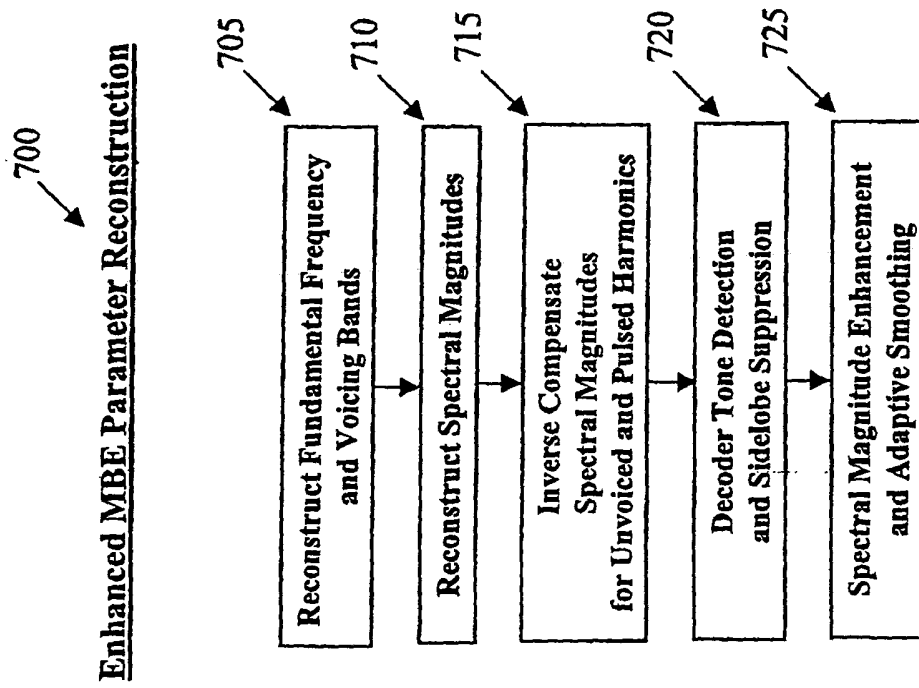 Enhanced MBE Parameter Reconstruction
700
Reconstruct Fundamental Frequency
and Voicing Bands
705
Reconstruct Spectral Magnitudes
710
Inverse Compensate
Spectral Magnitudes
for Unvoiced and Pulsed Harmonics
715
Decoder Tone Detection
and Sidelobe Suppression
720
Spectral Magnitude Enhancement
and Adaptive Smoothing
725